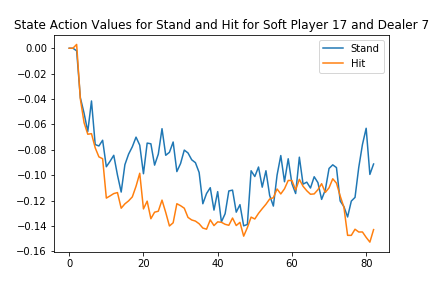 State Action Values for Stand and Hit for Soft Player 17 and Dealer 7
Stand
Hit
0.00
−0.02
−0.04
−0.06
−0.08
−0.10
−0.12
−0.14
−0.16
0 20 40 60 80